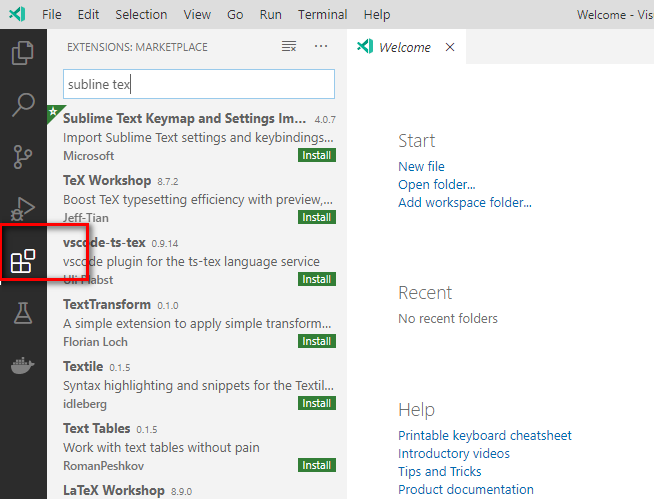 File Edit Selection View Go Run Terminal Help Welcome - Vis
EXTENSIONS: MARKETPLACE ...
Welcome
subline tex
Sublime Text Keymap and Settings Im... 4.0.7
Import Sublime Text settings and keybindings...
Microsoft Install
TeX Workshop 8.7.2
Boost TeX typesetting efficiency with preview,...
Jeff-Tian Install
vscode-ts-tex 0.9.14
vscode plugin for the ts-tex language service
Uli Plabst Install
TextTransform 0.1.0
A simple extension to apply simple transform...
Florian Loch Install
Textile 0.1.5
Syntax highlighting and snippets for the Textil...
idleberg Install
Text Tables 0.1.5
Work with text tables without pain
RomanPeshkov Install
LaTeX Workshop 8.9.0
Start
New file
Open folder...
Add workspace folder...
Recent
No recent folders
Help
Printable keyboard cheatsheet
Introductory videos
Tips and Tricks
Product documentation